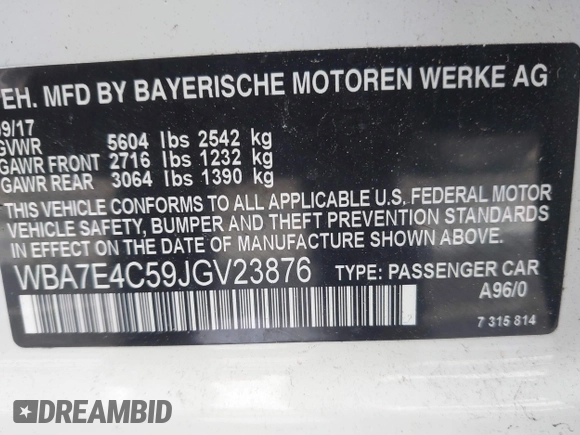 VEH. MFD BY BAYERISCHE MOTOREN WERKE AG
09/17
GVWR 5604 lbs 2542 kg
GAWR FRONT 2716 lbs 1232 kg
GAWR REAR 3064 lbs 1390 kg
THIS VEHICLE CONFORMS TO ALL APPLICABLE U.S. FEDERAL MOTOR
VEHICLE SAFETY, BUMPER AND THEFT PREVENTION STANDARDS
IN EFFECT ON THE DATE OF MANUFACTURE SHOWN ABOVE.
WBA7E4C59JGV23876 TYPE: PASSENGER CAR
A96/0
7 315 814
DREAMBID